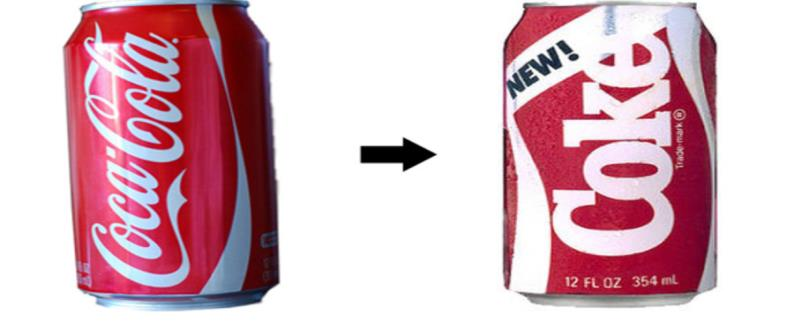 Coca-Cola
NEW!
Coke
Trade-mark ®
12 FL OZ 354 mL